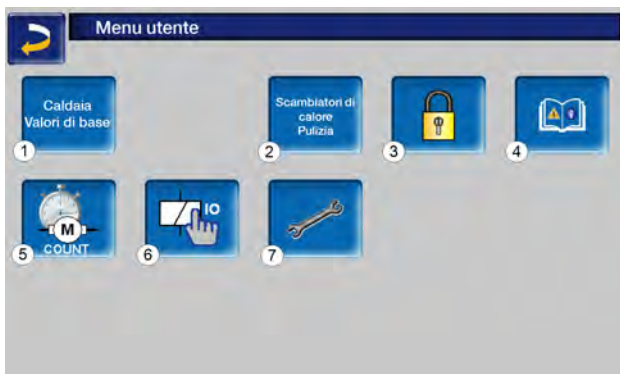 Menu utente
Caldaia
Valori di base
1
Scambiatori di
calore
Pulizia
2
3
4
M
COUNT
5
IO
6
7